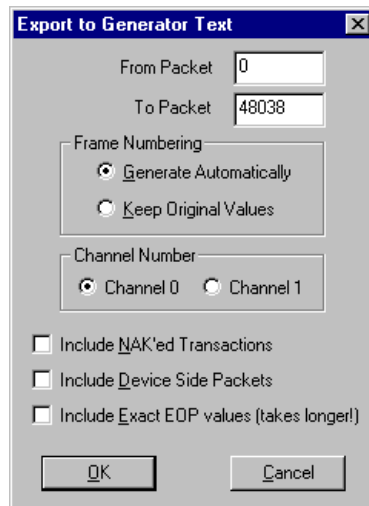 Export to Generator Text
From Packet 0
To Packet 48038
Frame Numbering
Generate Automatically
Keep Original Values
Channel Number
Channel 0 Channel 1
Include NAK'ed Transactions
Include Device Side Packets
Include Exact EOP values (takes longer!)
OK Cancel